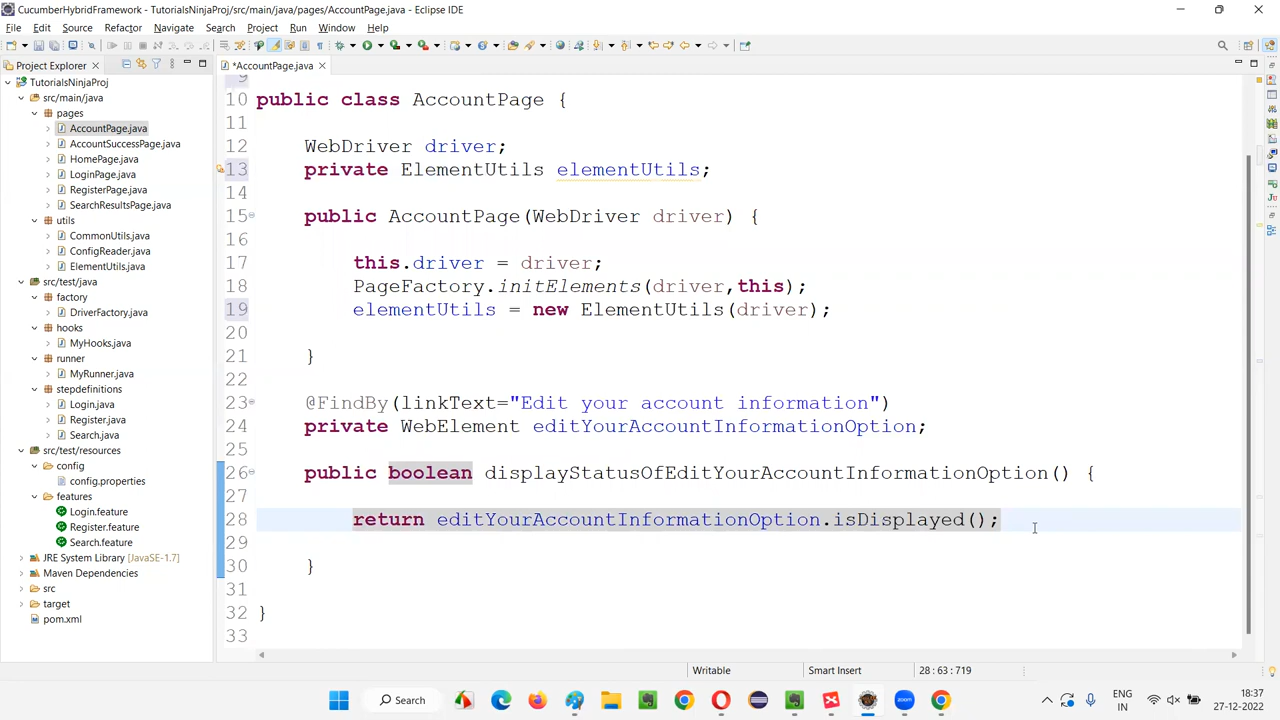 CucumberHybridFramework - TutorialsNinjaProj/src/main/java/pages/AccountPage.java - Eclipse IDE
File Edit Source Refactor Navigate Search Project Run Window Help
Project Explorer
*AccountPage.java
TutorialsNinjaProj
src/main/java
pages
AccountPage.java
AccountSuccessPage.java
HomePage.java
LoginPage.java
RegisterPage.java
SearchResultsPage.java
utils
CommonUtils.java
ConfigReader.java
ElementUtils.java
src/test/java
factory
DriverFactory.java
hooks
MyHooks.java
runner
MyRunner.java
stepdefinitions
Login.java
Register.java
Search.java
src/test/resources
config
config.properties
features
Login.feature
Register.feature
Search.feature
JRE System Library [JavaSE-1.7]
Maven Dependencies
src
target
pom.xml
9
10 public class AccountPage {
11
12 WebDriver driver;
13 private ElementUtils elementUtils;
14
15 public AccountPage(WebDriver driver) {
16
17 this.driver = driver;
18 PageFactory.initElements(driver,this);
19 elementUtils = new ElementUtils(driver);
20
21 }
22
23 @FindBy(linkText="Edit your account information")
24 private WebElement editYourAccountInformationOption;
25
26 public boolean displayStatusOfEditYourAccountInformationOption() {
27
28 return editYourAccountInformationOption.isDisplayed();
29
30 }
31
32 }
33
Writable Smart Insert 28 : 63 : 719
Search
ENG
IN
18:37
27-12-2022
zoom